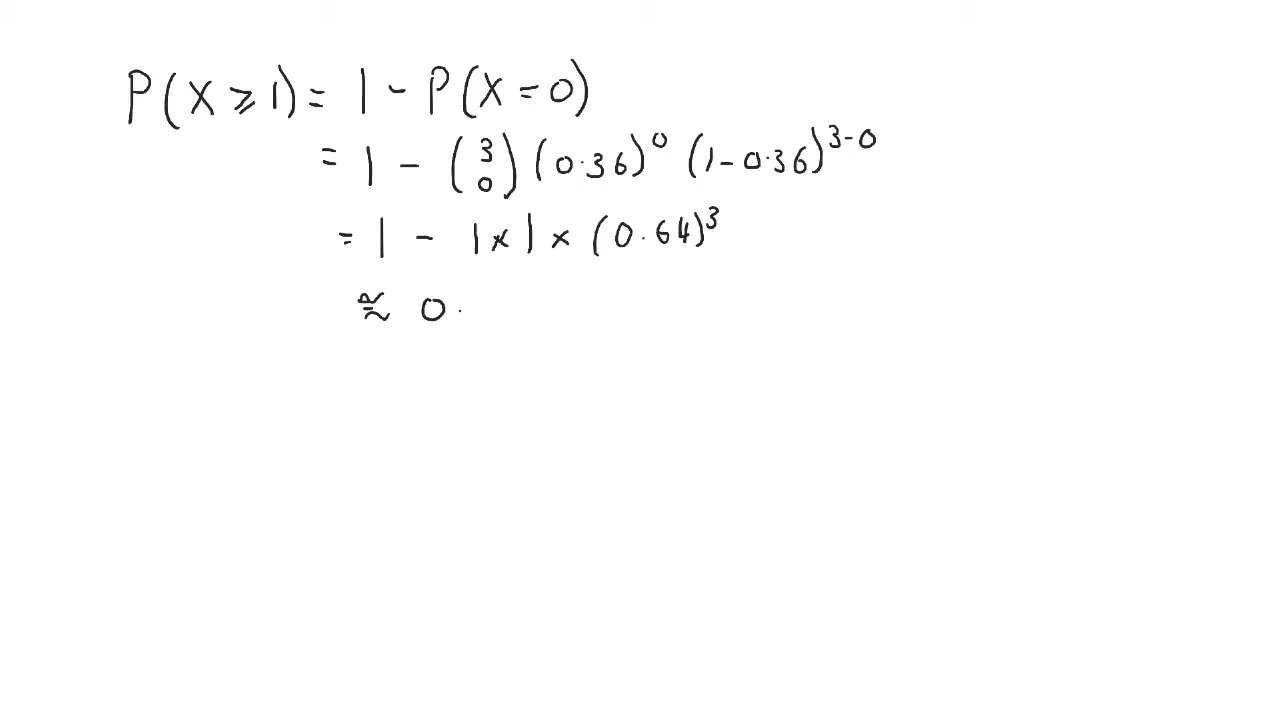 P(X ⩾ 1) = 1 - P(X = 0)
= 1 - (3 0) (0·36)^0 (1 - 0·36)^3-0
= 1 - 1 × 1 × (0.64)^3
≊ 0.